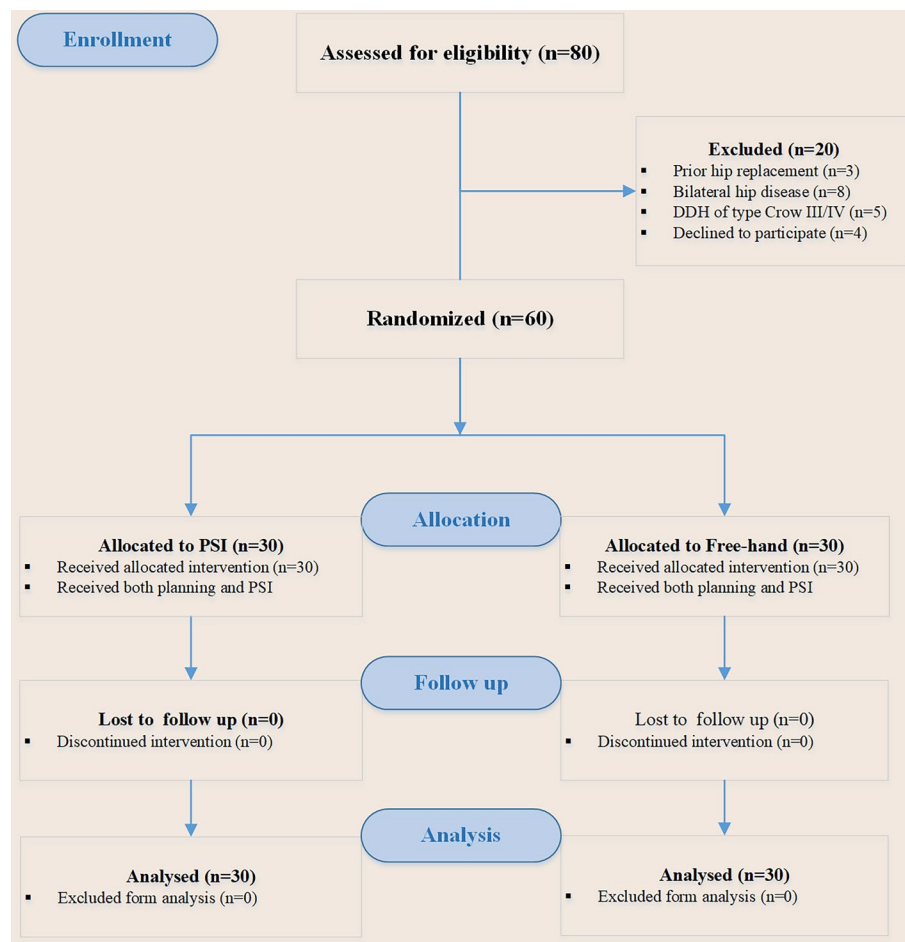 Enrollment
Assessed for eligibility (n=80)
Excluded (n=20)
▪ Prior hip replacement (n=3)
▪ Bilateral hip disease (n=8)
▪ DDH of type Crow III/IV (n=5)
▪ Declined to participate (n=4)
Randomized (n=60)
Allocation
Allocated to PSI (n=30)
▪ Received allocated intervention (n=30)
▪ Received both planning and PSI
Allocated to Free-hand (n=30)
▪ Received allocated intervention (n=30)
▪ Received both planning and PSI
Follow up
Lost to follow up (n=0)
▪ Discontinued intervention (n=0)
Lost to follow up (n=0)
▪ Discontinued intervention (n=0)
Analysis
Analysed (n=30)
▪ Excluded form analysis (n=0)
Analysed (n=30)
▪ Excluded form analysis (n=0)